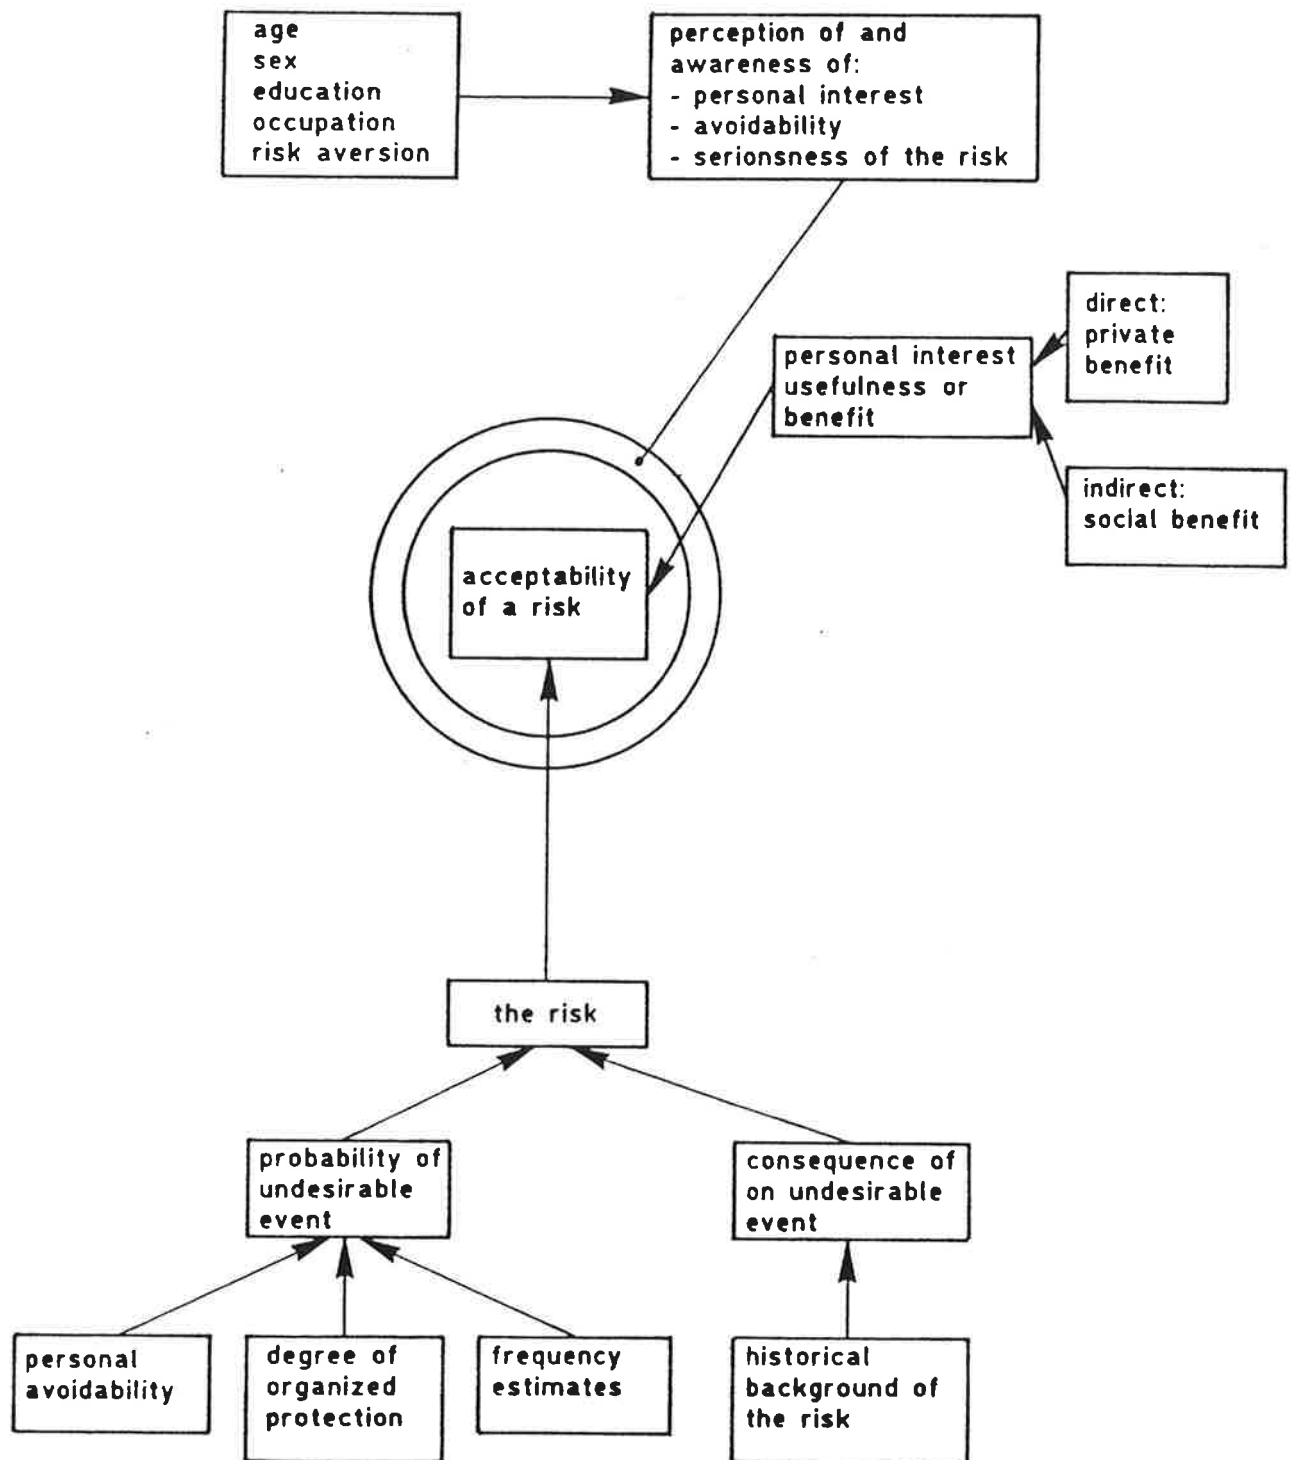 age
sex
education
occupation
risk aversion
perception of and
awareness of:
- personal interest
- avoidability
- serionsness of the risk
direct:
private
benefit
personal interest
usefulness or
benefit
indirect:
social benefit
acceptability
of a risk
the risk
probability of
undesirable
event
consequence of
on undesirable
event
personal
avoidability
degree of
organized
protection
frequency
estimates
historical
background of
the risk